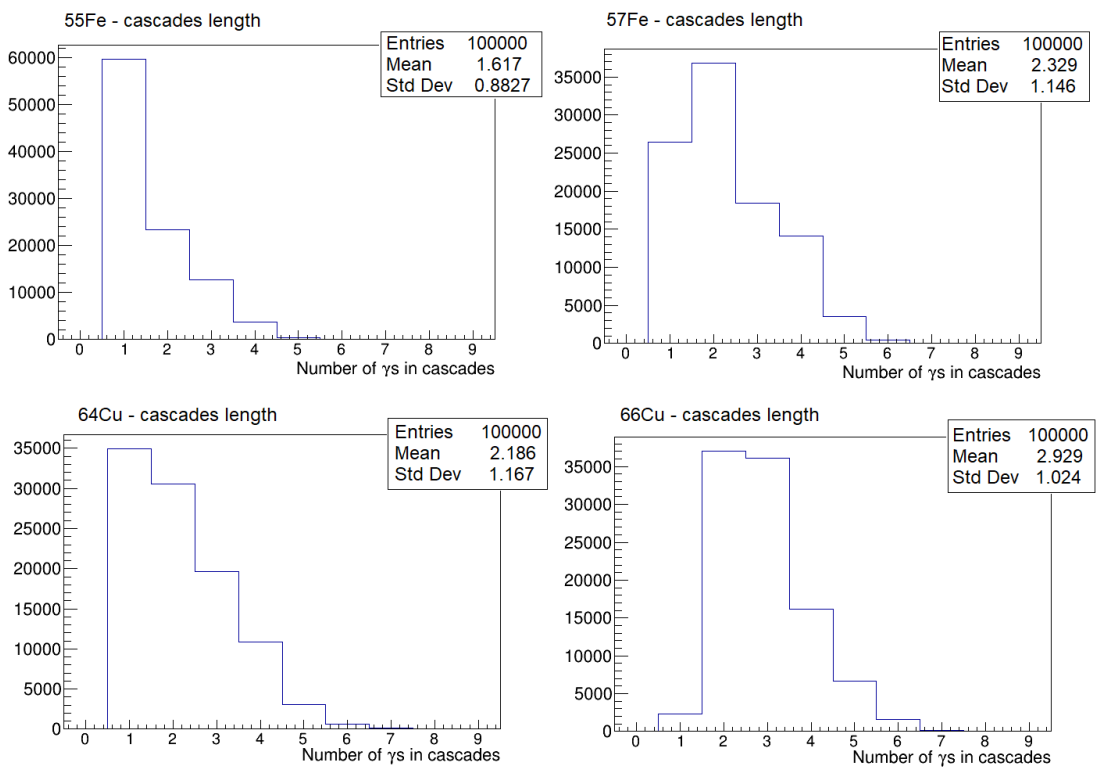 55Fe - cascades length
Entries 100000
Mean 1.617
Std Dev 0.8827
60000
50000
40000
30000
20000
10000
0
0 1 2 3 4 5 6 7 8 9
Number of γs in cascades
57Fe - cascades length
Entries 100000
Mean 2.329
Std Dev 1.146
35000
30000
25000
20000
15000
10000
5000
0
0 1 2 3 4 5 6 7 8 9
Number of γs in cascades
64Cu - cascades length
Entries 100000
Mean 2.186
Std Dev 1.167
35000
30000
25000
20000
15000
10000
5000
0
0 1 2 3 4 5 6 7 8 9
Number of γs in cascades
66Cu - cascades length
Entries 100000
Mean 2.929
Std Dev 1.024
35000
30000
25000
20000
15000
10000
5000
0
0 1 2 3 4 5 6 7 8 9
Number of γs in cascades